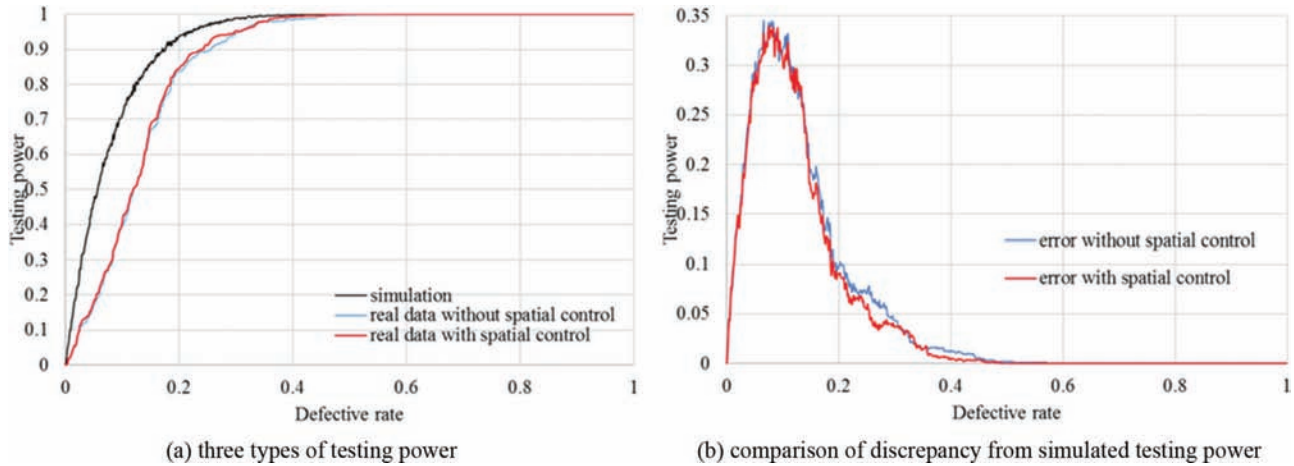 1
0.9
0.8
0.7
0.6
0.5
0.4
0.3
0.2
0.1
0
Testing power
simulation
real data without spatial control
real data with spatial control
0 0.2 0.4 0.6 0.8 1
Defective rate
(a) three types of testing power
0.35
0.3
0.25
0.2
0.15
0.1
0.05
0
Testing power
error without spatial control
error with spatial control
0 0.2 0.4 0.6 0.8 1
Defective rate
(b) comparison of discrepancy from simulated testing power